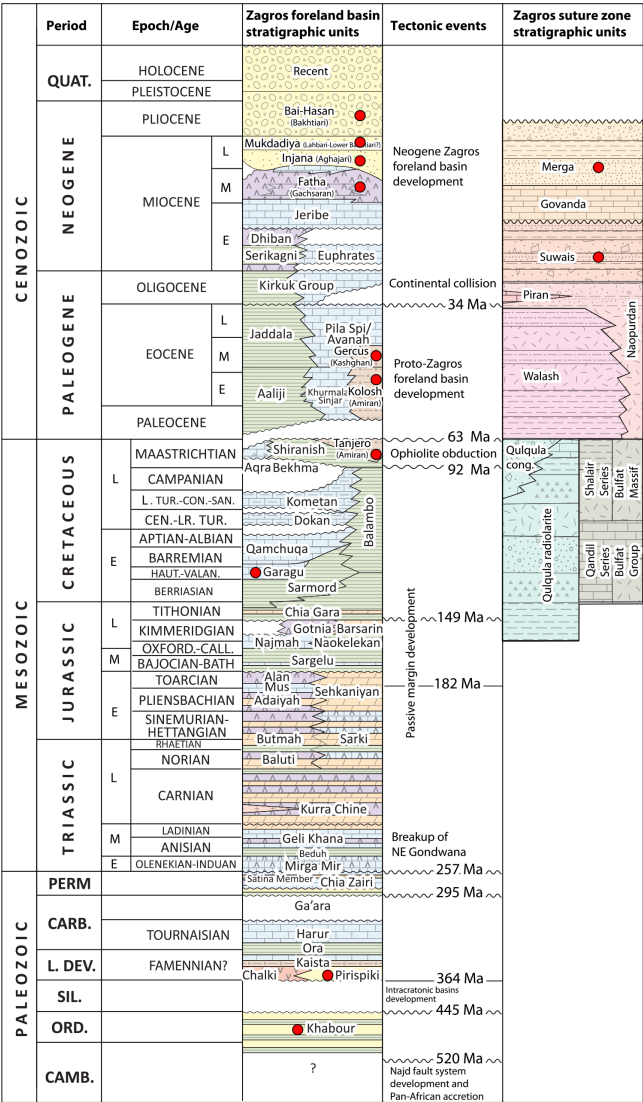 Period
Epoch/Age
Zagros foreland basin
stratigraphic units
Tectonic events
Zagros suture zone
stratigraphic units
CENOZOIC
QUAT.
HOLOCENE
PLEISTOCENE
Recent
NEOGENE
PLIOCENE
Bai-Hasan
(Bakhtiari)
Mukdadiya (Lahbari-Lower Bakhtiari?)
MIOCENE
L
M
E
Injana (Aghajari)
Fatha
(Gachsaran)
Jeribe
Dhiban
Serikagni
Euphrates
Neogene Zagros
foreland basin
development
Merga
Govanda
Suwais
PALEOGENE
OLIGOCENE
Kirkuk Group
Continental collision
34 Ma
Piran
Naopurdan
EOCENE
L
M
E
Jaddala
Pila Spi/
Avanah
Gercus
(Kashghan)
Aaliji
Khurmala
Sinjar
Kolosh
(Amiran)
Proto-Zagros
foreland basin
development
Walash
PALEOCENE
63 Ma
MESOZOIC
CRETACEOUS
L
MAASTRICHTIAN
Shiranish
Tanjero
(Amiran)
Ophiolite obduction
92 Ma
Qulqula
cong.
Shalair
Series
Bulfat
Massif
CAMPANIAN
Aqra Bekhma
L. TUR.-CON.-SAN.
Kometan
CEN.-LR. TUR.
Dokan
Balambo
Qulqula radiolarite
E
APTIAN-ALBIAN
Qamchuqa
BARREMIAN
HAUT.-VALAN.
Garagu
BERRIASIAN
Sarmord
Qandil
Series
Bulfat
Group
JURASSIC
L
TITHONIAN
Chia Gara
149 Ma
KIMMERIDGIAN
Gotnia
Barsarin
M
OXFORD.-CALL.
Najmah
Naokelekan
BAJOCIAN-BATH
Sargelu
Passive margin development
E
TOARCIAN
Alan
Mus
Sehkaniyan
182 Ma
PLIENSBACHIAN
Adaiyah
SINEMURIAN-
HETTANGIAN
Butmah
Sarki
TRIASSIC
L
RHAETIAN
NORIAN
Baluti
CARNIAN
Kurra Chine
M
LADINIAN
ANISIAN
Geli Khana
Breakup of
NE Gondwana
Beduh
E
OLENEKIAN-INDUAN
Mirga Mir
257 Ma
PALEOZOIC
PERM
Satina Member
Chia Zairi
295 Ma
CARB.
Ga'ara
TOURNAISIAN
Harur
Ora
L. DEV.
FAMENNIAN?
Kaista
Chalki
Pirispiki
364 Ma
SIL.
Intracratonic basins
development
445 Ma
ORD.
Khabour
520 Ma
CAMB.
?
Najd fault system
development and
Pan-African accretion